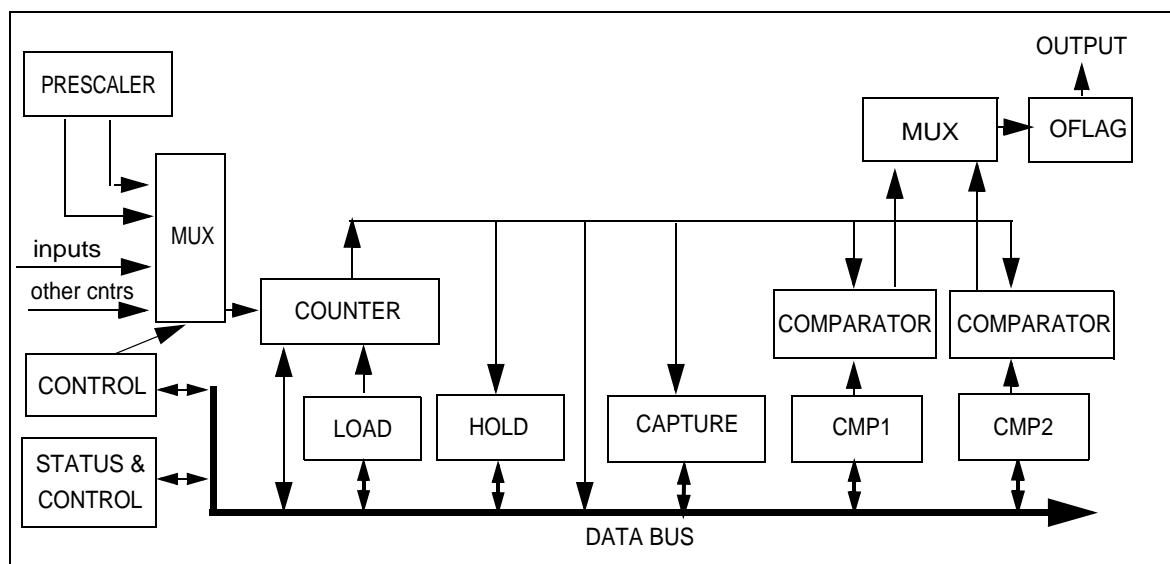 OUTPUT
PRESCALER
MUX
OFLAG
MUX
inputs
other cntrs
COUNTER
COMPARATOR
COMPARATOR
CONTROL
LOAD
HOLD
CAPTURE
CMP1
CMP2
STATUS &
CONTROL
DATA BUS